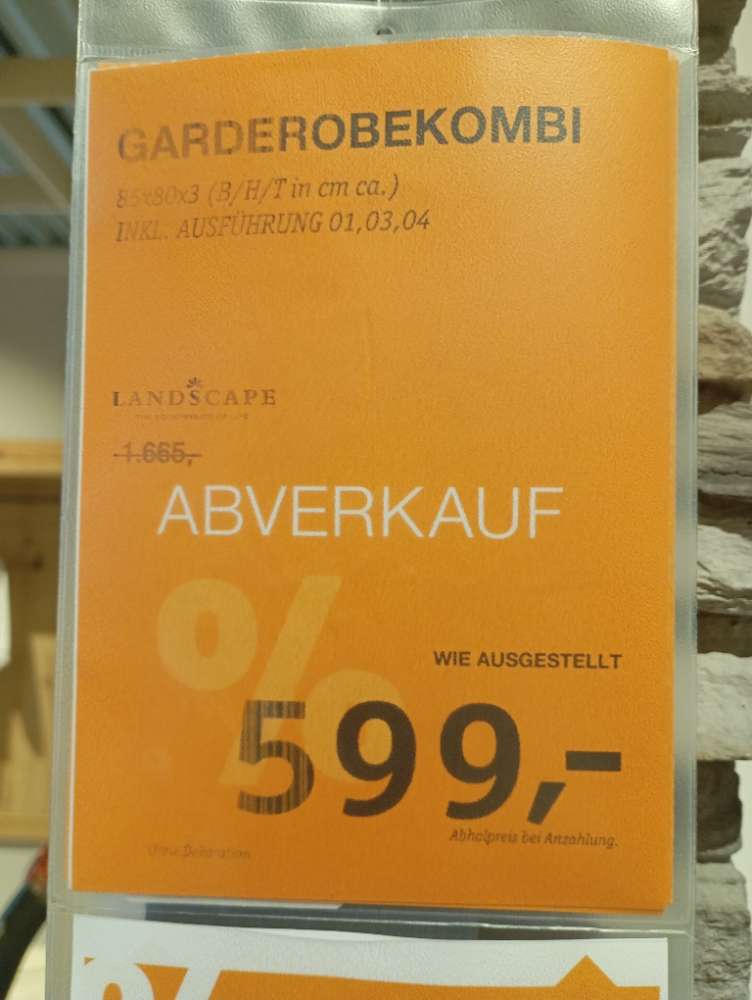 GARDEROBEKOMBI
85x80x3 (B/H/T in cm ca.)
INKL. AUSFÜHRUNG 01,03,04
LANDSCAPE
1.665,-
ABVERKAUF
%
WIE AUSGESTELLT
599,-
Abholpreis bei Anzahlung.
Ohne Dekoration